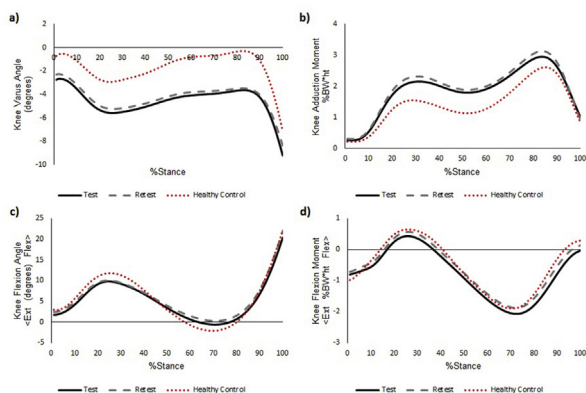 a)
2
0
-2
-4
-6
-8
-10
Knee Varus Angle
(degrees)
0 10 20 30 40 50 60 70 80 90 100
%Stance
Test Retest Healthy Control
b)
4
3
2
1
0
Knee Adduction Moment
%BW*ht
0 10 20 30 40 50 60 70 80 90 100
%Stance
Test Retest Healthy Control
c)
25
20
15
10
5
0
-5
Knee Flexion Angle
<Ext (degrees) Flex>
0 10 20 30 40 50 60 70 80 90 100
%Stance
Test Retest Healthy Control
d)
1
0
-1
-2
-3
Knee Flexion Moment
<Ext %BW*ht Flex>
0 10 20 30 40 50 60 70 80 90 100
%Stance
Test Retest Healthy Control